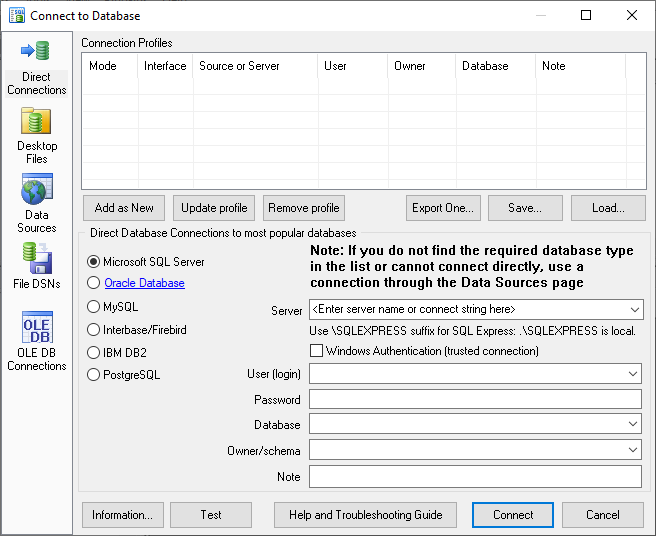 Connect to Database
Direct
Connections
Desktop
Files
Data
Sources
File DSNs
OLE
DB
OLE DB
Connections
Connection Profiles
Mode Interface Source or Server User Owner Database Note
Add as New Update profile Remove profile Export One... Save... Load...
Direct Database Connections to most popular databases
Microsoft SQL Server
Oracle Database
MySQL
Interbase/Firebird
IBM DB2
PostgreSQL
Note: If you do not find the required database type
in the list or cannot connect directly, use a
connection through the Data Sources page
Server <Enter server name or connect string here>
Use \SQLEXPRESS suffix for SQL Express: .\SQLEXPRESS is local.
Windows Authentication (trusted connection)
User (login)
Password
Database
Owner/schema
Note
Information... Test Help and Troubleshooting Guide Connect Cancel